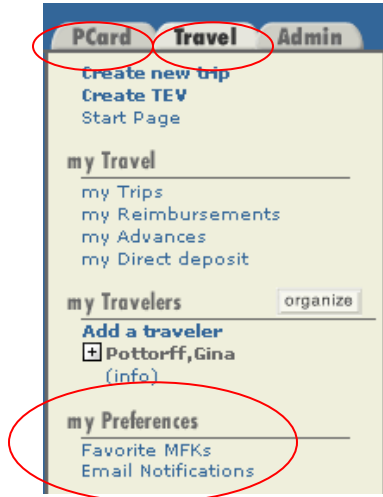 PCard Travel Admin
Create new trip
Create TEV
Start Page
my Travel
my Trips
my Reimbursements
my Advances
my Direct deposit
my Travelers organize
Add a traveler
+ Pottorff,Gina
(info)
my Preferences
Favorite MFKs
Email Notifications